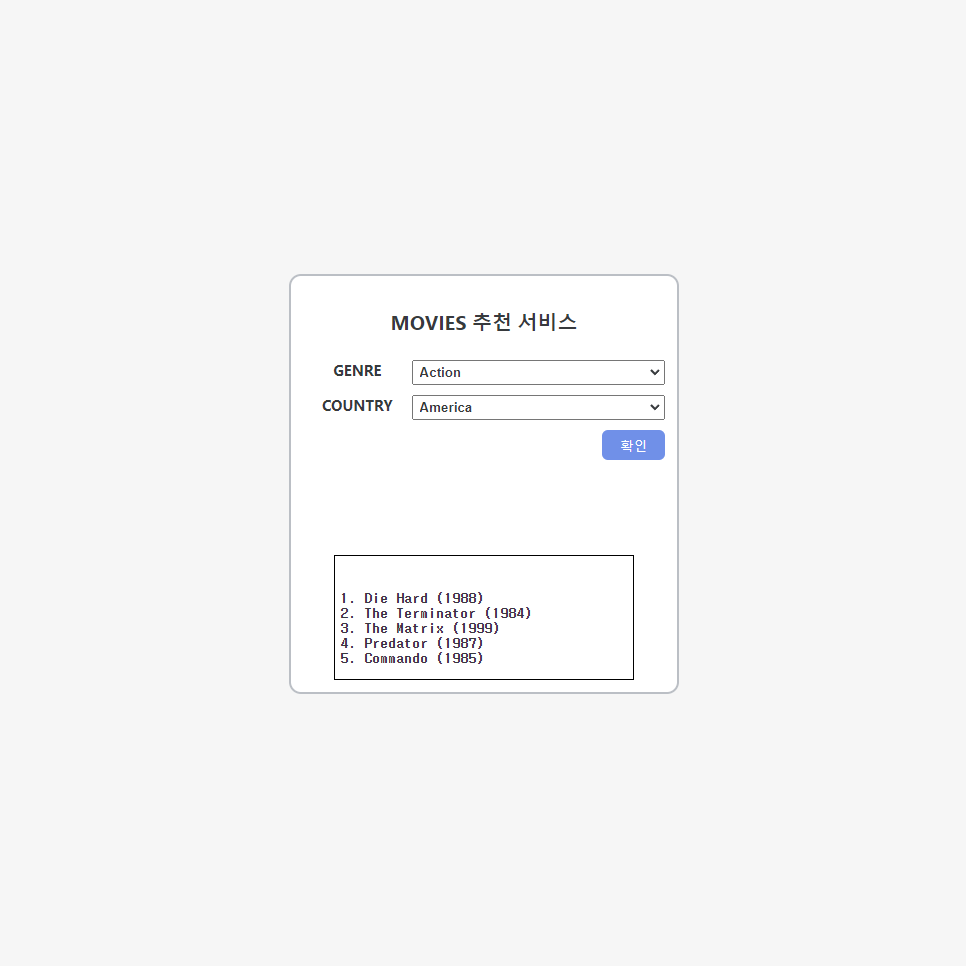 MOVIES 추천 서비스
GENRE Action
COUNTRY America
확인
1. Die Hard (1988)
2. The Terminator (1984)
3. The Matrix (1999)
4. Predator (1987)
5. Commando (1985)